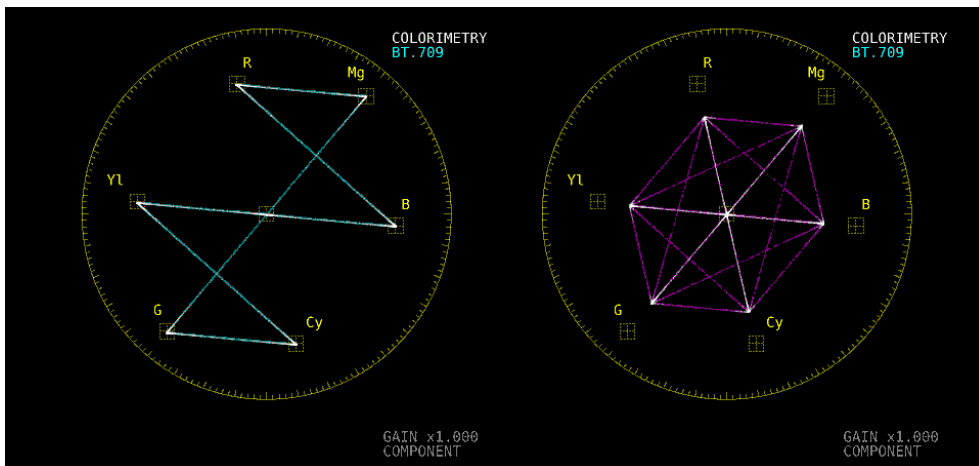 COLORIMETRY
BT.709
R
Mg
Yl
B
G
Cy
GAIN x1.000
COMPONENT
COLORIMETRY
BT.709
R
Mg
Yl
B
G
Cy
GAIN x1.000
COMPONENT